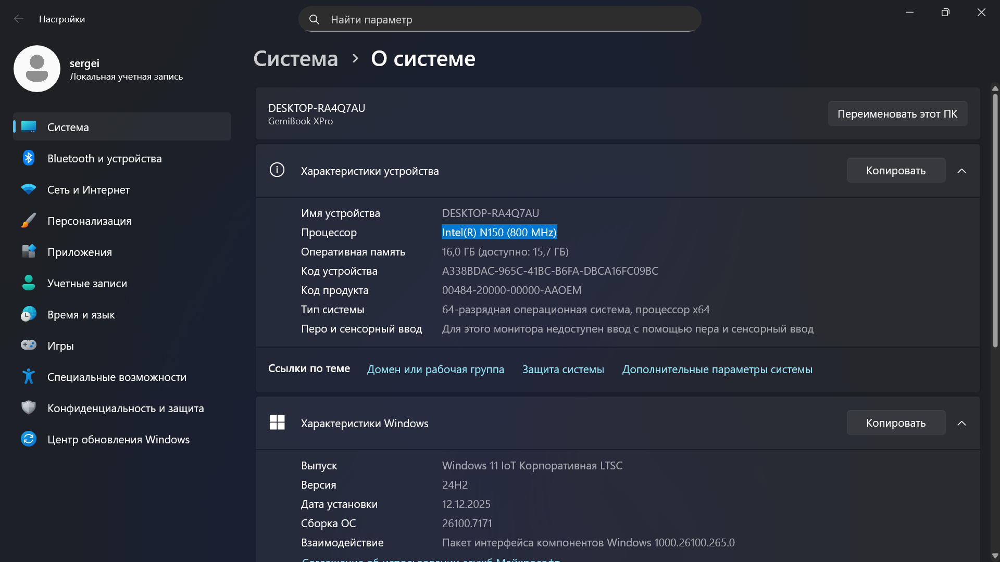 Настройки
Найти параметр
sergei
Локальная учетная запись
Система
Bluetooth и устройства
Сеть и Интернет
Персонализация
Приложения
Учетные записи
Время и язык
Игры
Специальные возможности
Конфиденциальность и защита
Центр обновления Windows
Система › О системе
DESKTOP-RA4Q7AU
GemiBook XPro
Переименовать этот ПК
Характеристики устройства
Копировать
Имя устройства DESKTOP-RA4Q7AU
Процессор Intel(R) N150 (800 MHz)
Оперативная память 16,0 ГБ (доступно: 15,7 ГБ)
Код устройства A338BDAC-965C-41BC-B6FA-DBCA16FC09BC
Код продукта 00484-20000-00000-AAOEM
Тип системы 64-разрядная операционная система, процессор x64
Перо и сенсорный ввод Для этого монитора недоступен ввод с помощью пера и сенсорный ввод
Ссылки по теме Домен или рабочая группа Защита системы Дополнительные параметры системы
Характеристики Windows
Копировать
Выпуск Windows 11 IoT Корпоративная LTSC
Версия 24H2
Дата установки 12.12.2025
Сборка ОС 26100.7171
Взаимодействие Пакет интерфейса компонентов Windows 1000.26100.265.0
Соглашение об использовании служб Майкрософт